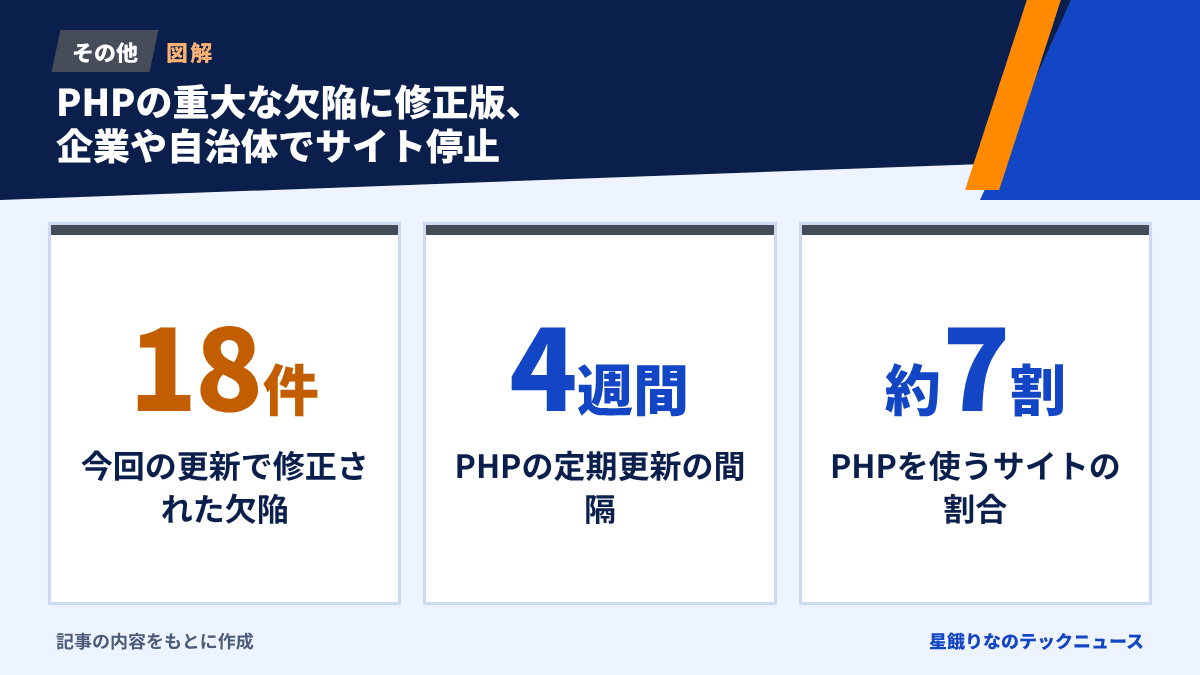 その他 図解
PHPの重大な欠陥に修正版、
企業や自治体でサイト停止
18件
今回の更新で修正さ
れた欠陥
4週間
PHPの定期更新の間
隔
約7割
PHPを使うサイトの
割合
記事の内容をもとに作成
星餓りなのテックニュース